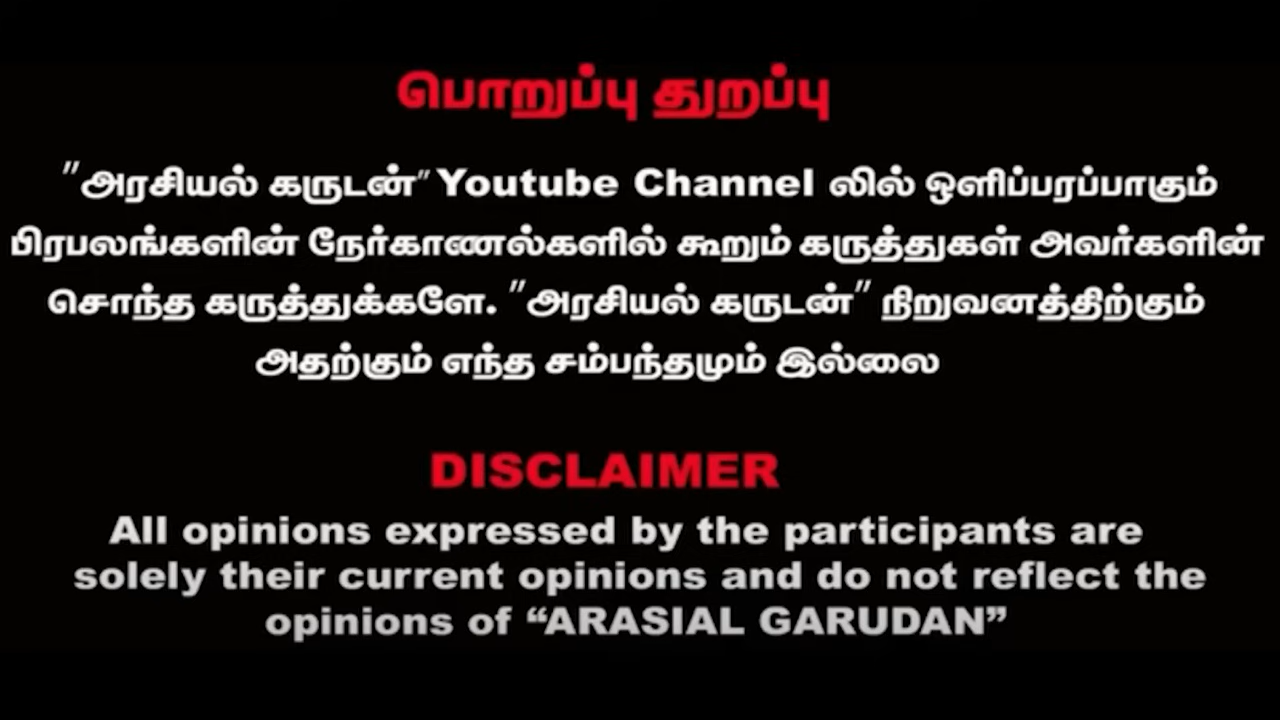 பொறுப்பு துறப்பு
"அரசியல் கருடன்" Youtube Channel லில் ஒளிப்பரப்பாகும்
பிரபலங்களின் நேர்காணல்களில் கூறும் கருத்துகள் அவர்களின்
சொந்த கருத்துக்களே. "அரசியல் கருடன்" நிறுவனத்திற்கும்
அதற்கும் எந்த சம்பந்தமும் இல்லை
DISCLAIMER
All opinions expressed by the participants are
solely their current opinions and do not reflect the
opinions of “ARASIAL GARUDAN”